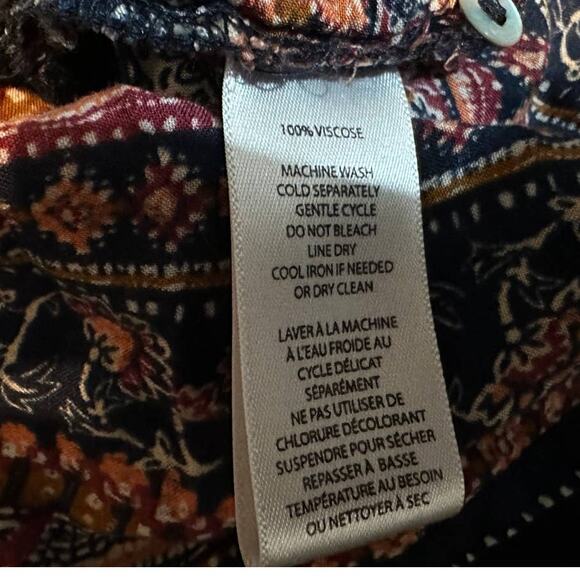 100% VISCOSE
MACHINE WASH
COLD SEPARATELY
GENTLE CYCLE
DO NOT BLEACH
LINE DRY
COOL IRON IF NEEDED
OR DRY CLEAN
LAVER À LA MACHINE
À L'EAU FROIDE AU
CYCLE DÉLICAT
SÉPARÉMENT
NE PAS UTILISER DE
CHLORURE DÉCOLORANT
SUSPENDRE POUR SÉCHER
REPASSER À BASSE
TEMPÉRATURE AU BESOIN
OU NETTOYER À SEC